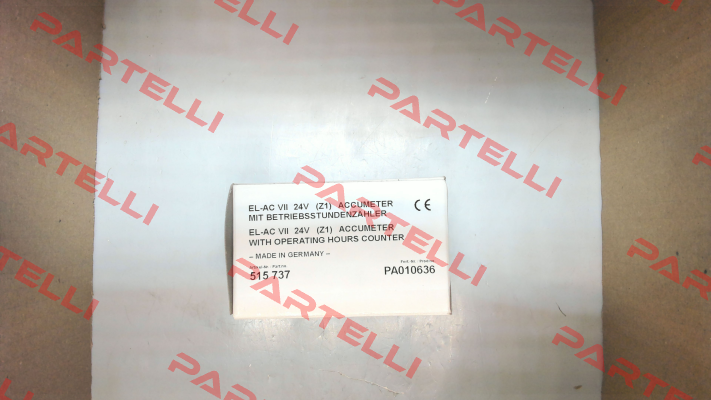 EL-AC VII 24V (Z1) ACCUMETER
MIT BETRIEBSSTUNDENZÄHLER
CE
EL-AC VII 24V (Z1) ACCUMETER
WITH OPERATING HOURS COUNTER
– MADE IN GERMANY –
515 737
PA010636
PARTELLI
PARTELLI
PARTELLI
PARTELLI
PARTELLI
PARTELLI
PARTELLI